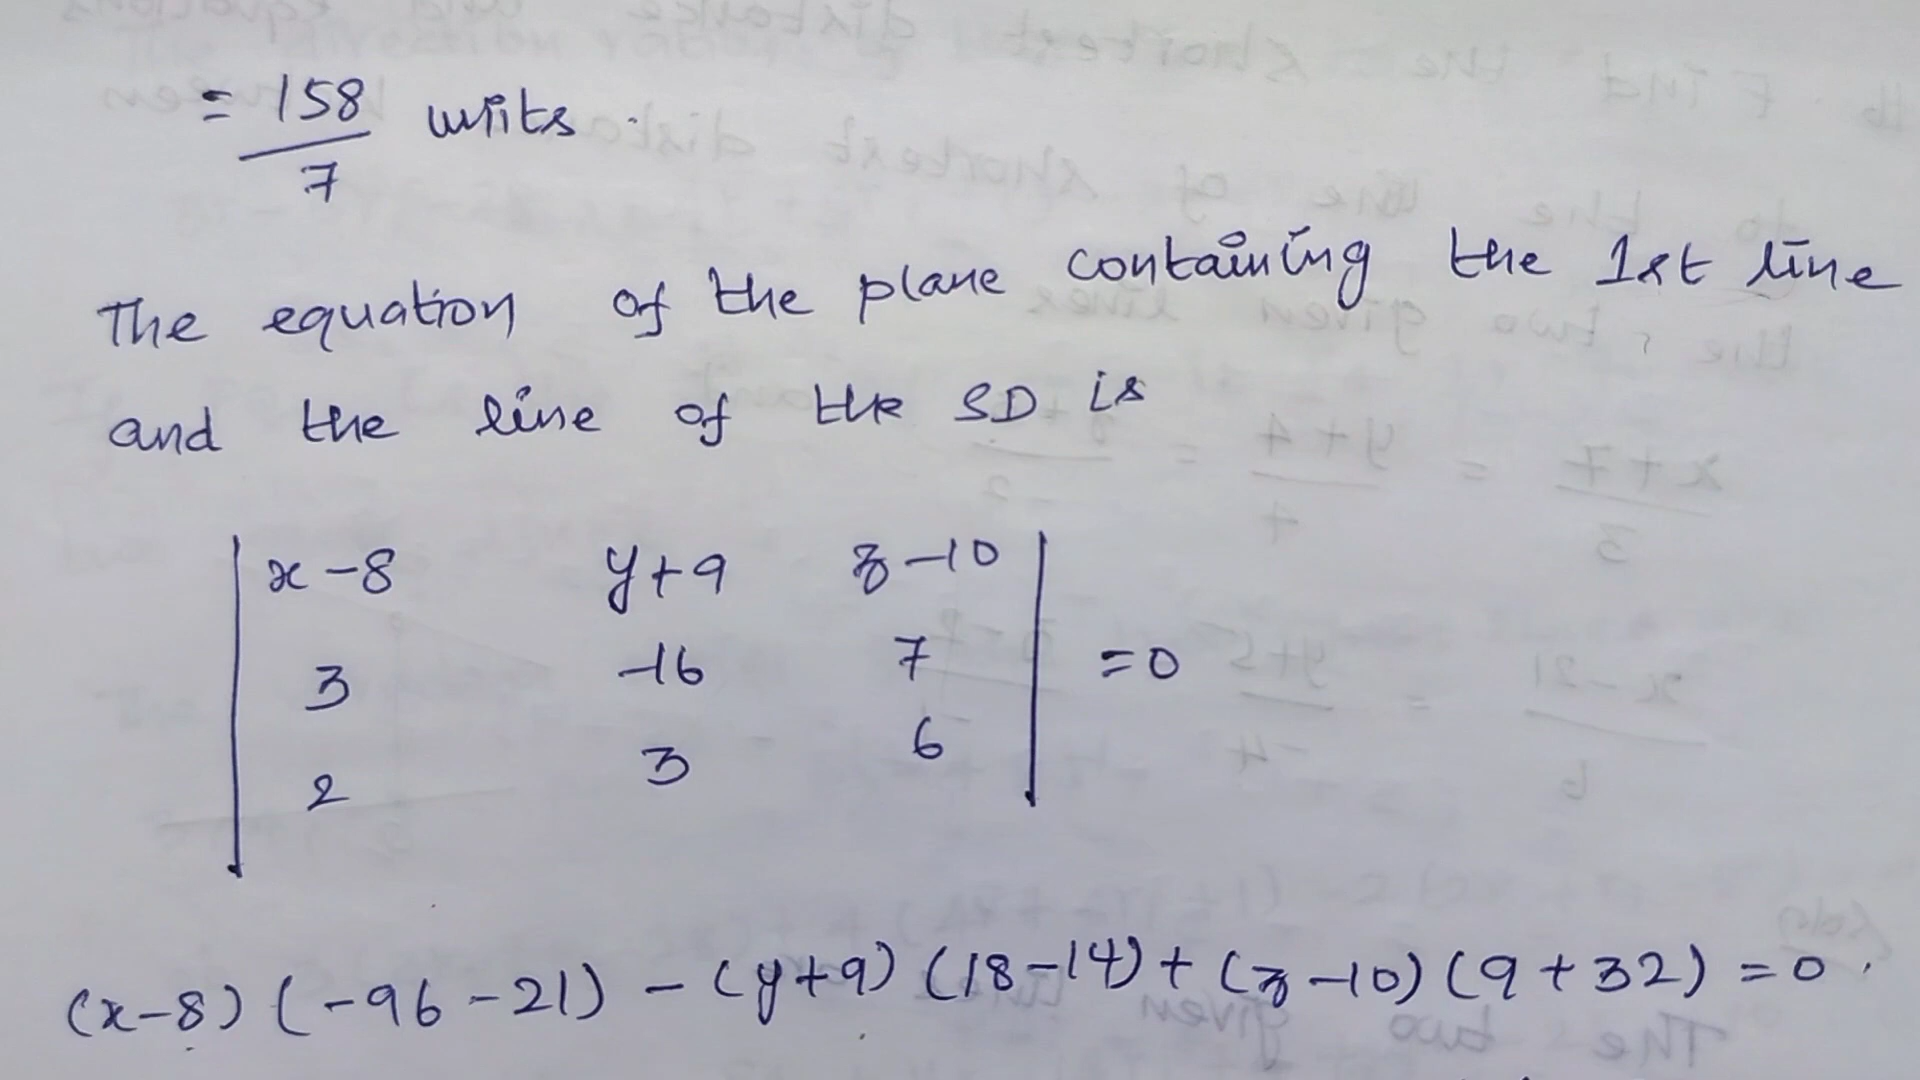 = 158 units.
7
The equation of the plane containing the 1st line
and the line of the SD is
x-8 y+9 z-10
3 -16 7 =0
2 3 6
(x-8) (-96-21) - (y+9) (18-14) + (z-10) (9+32) = 0.